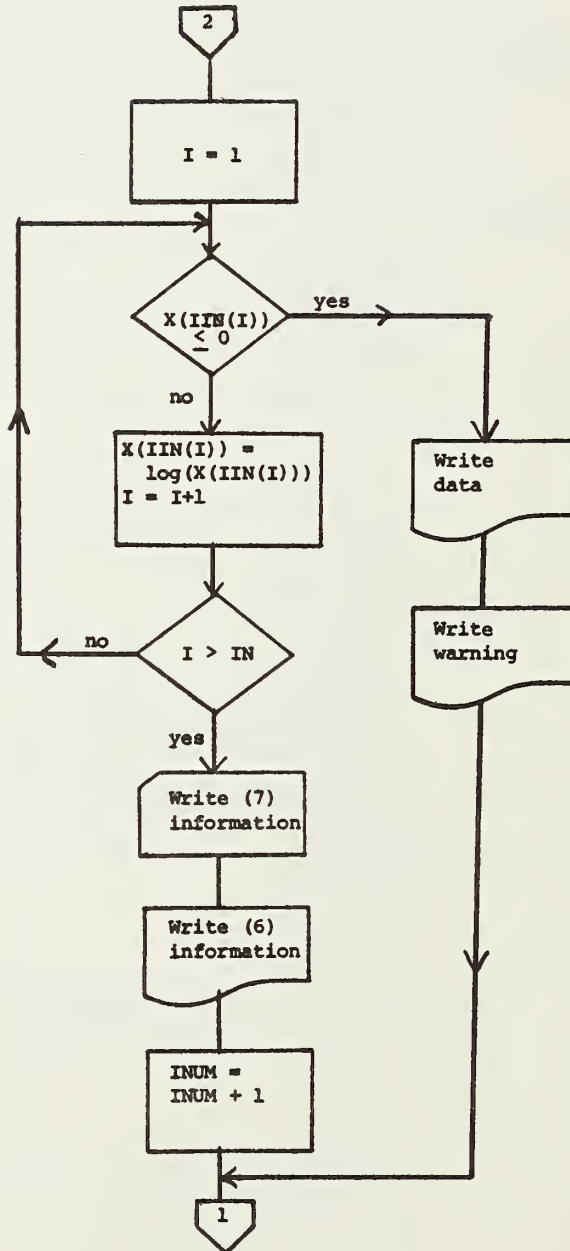 2
I = 1
X(IIN(I))
≤ 0
yes
no
X(IIN(I)) =
log(X(IIN(I)))
I = I+1
Write
data
Write
warning
I > IN
no
yes
Write (7)
information
Write (6)
information
INUM =
INUM + 1
1